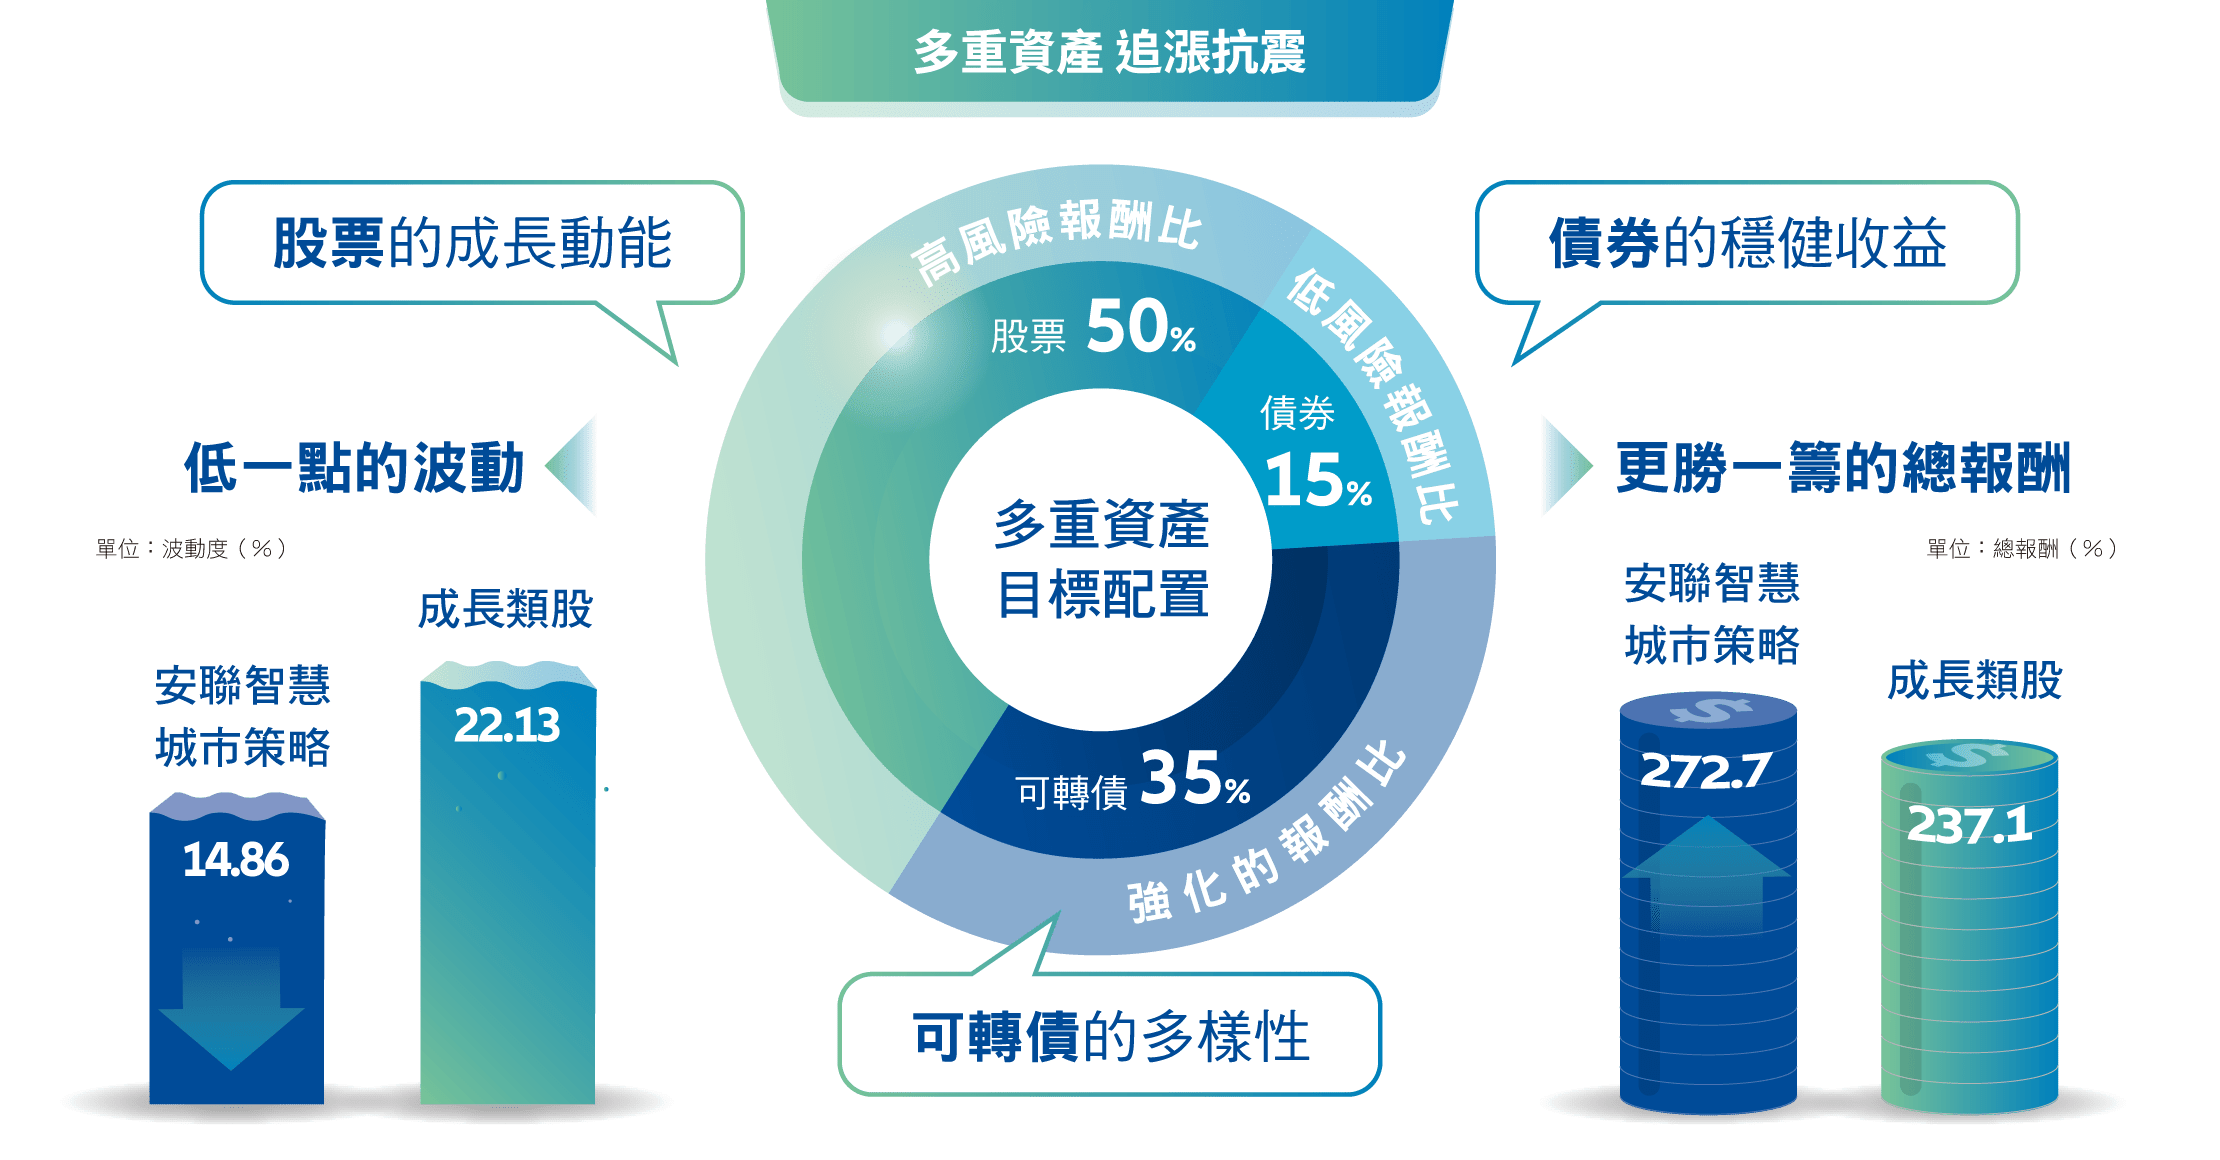 多重資產 追漲抗震
股票的成長動能
債券的穩健收益
高風險報酬比
低風險報酬比
強化的報酬比
股票 50%
債券
15%
可轉債 35%
多重資產
目標配置
可轉債的多樣性
低一點的波動
單位：波動度（%）
安聯智慧
城市策略
14.86
成長類股
22.13
更勝一籌的總報酬
單位：總報酬（%）
安聯智慧
城市策略
272.7
成長類股
237.1